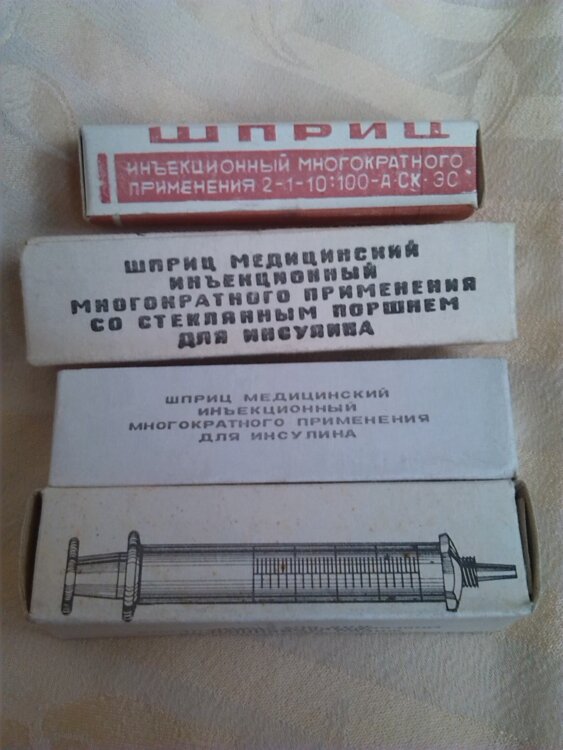 ШПРИЦ
ИНЪЕКЦИОННЫЙ МНОГОКРАТНОГО
ПРИМЕНЕНИЯ 2-1-10:100-А-СК-ЭС
ШПРИЦ МЕДИЦИНСКИЙ
ИНЪЕКЦИОННЫЙ
МНОГОКРАТНОГО ПРИМЕНЕНИЯ
СО СТЕКЛЯННЫМ ПОРШНЕМ
ДЛЯ ИНСУЛИНА
ШПРИЦ МЕДИЦИНСКИЙ
ИНЪЕКЦИОННЫЙ
МНОГОКРАТНОГО ПРИМЕНЕНИЯ
ДЛЯ ИНСУЛИНА